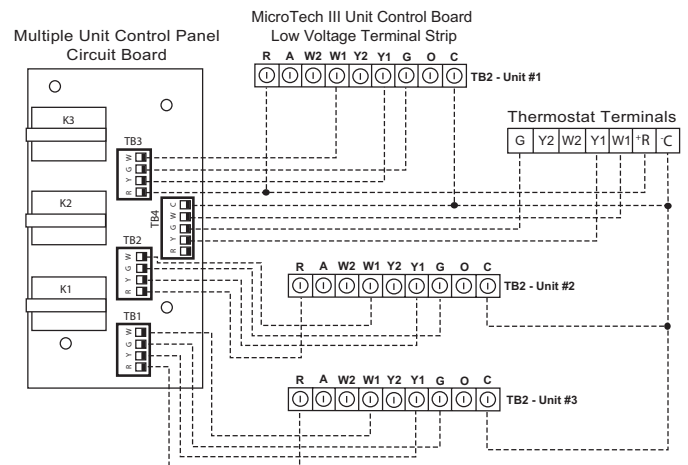 MicroTech III Unit Control Board
Low Voltage Terminal Strip
Multiple Unit Control Panel
Circuit Board
R A W2 W1 Y2 Y1 G O C
TB2 - Unit #1
Thermostat Terminals
G Y2 W2 Y1 W1 +R -C
K3
TB3
W
G
Y
R
K2
TB4
C
W
G
Y
R
TB2
W
G
Y
R
R A W2 W1 Y2 Y1 G O C
TB2 - Unit #2
K1
TB1
W
G
Y
R
R A W2 W1 Y2 Y1 G O C
TB2 - Unit #3